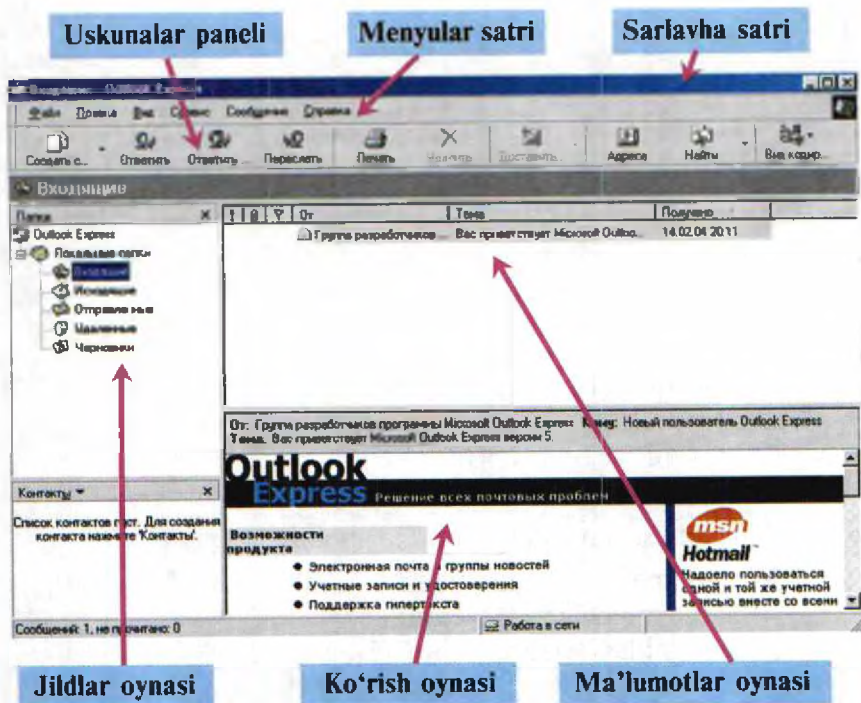 Uskunalar paneli Menyular satri Sarlavha satri
Входящие - Outlook Express
Файл Правка Вид Сервис Сообщение Справка
Создать с... Ответить Ответить ... Переслать Печать Удалить Доставить... Адреса Найти Вид кодир...
Входящие
Папки × ! От Тема Получено
Outlook Express Группа разработчиков ... Вас приветствует Microsoft Outloo... 14.02.04 20:11
Локальные папки
Входящие
Исходящие
Отправленные
Удаленные
Черновики
От: Группа разработчиков программы Microsoft Outlook Express Кому: Новый пользователь Outlook Express
Тема: Вас приветствует Microsoft Outlook Express версии 5.
Outlook
Express Решение всех почтовых проблем
Контакты ×
Список контактов пуст. Для создания
контакта нажмите 'Контакты'.
Возможности
продукта
● Электронная почта и группы новостей
● Учетные записи и удостоверения
● Поддержка гипертекста
msn
Hotmail™
Надоело пользоваться
одной и той же учетной
записью вместе со всеми
Сообщений: 1, не прочитано: 0 Работа в сети
Jildlar oynasi Ko‘rish oynasi Ma’lumotlar oynasi